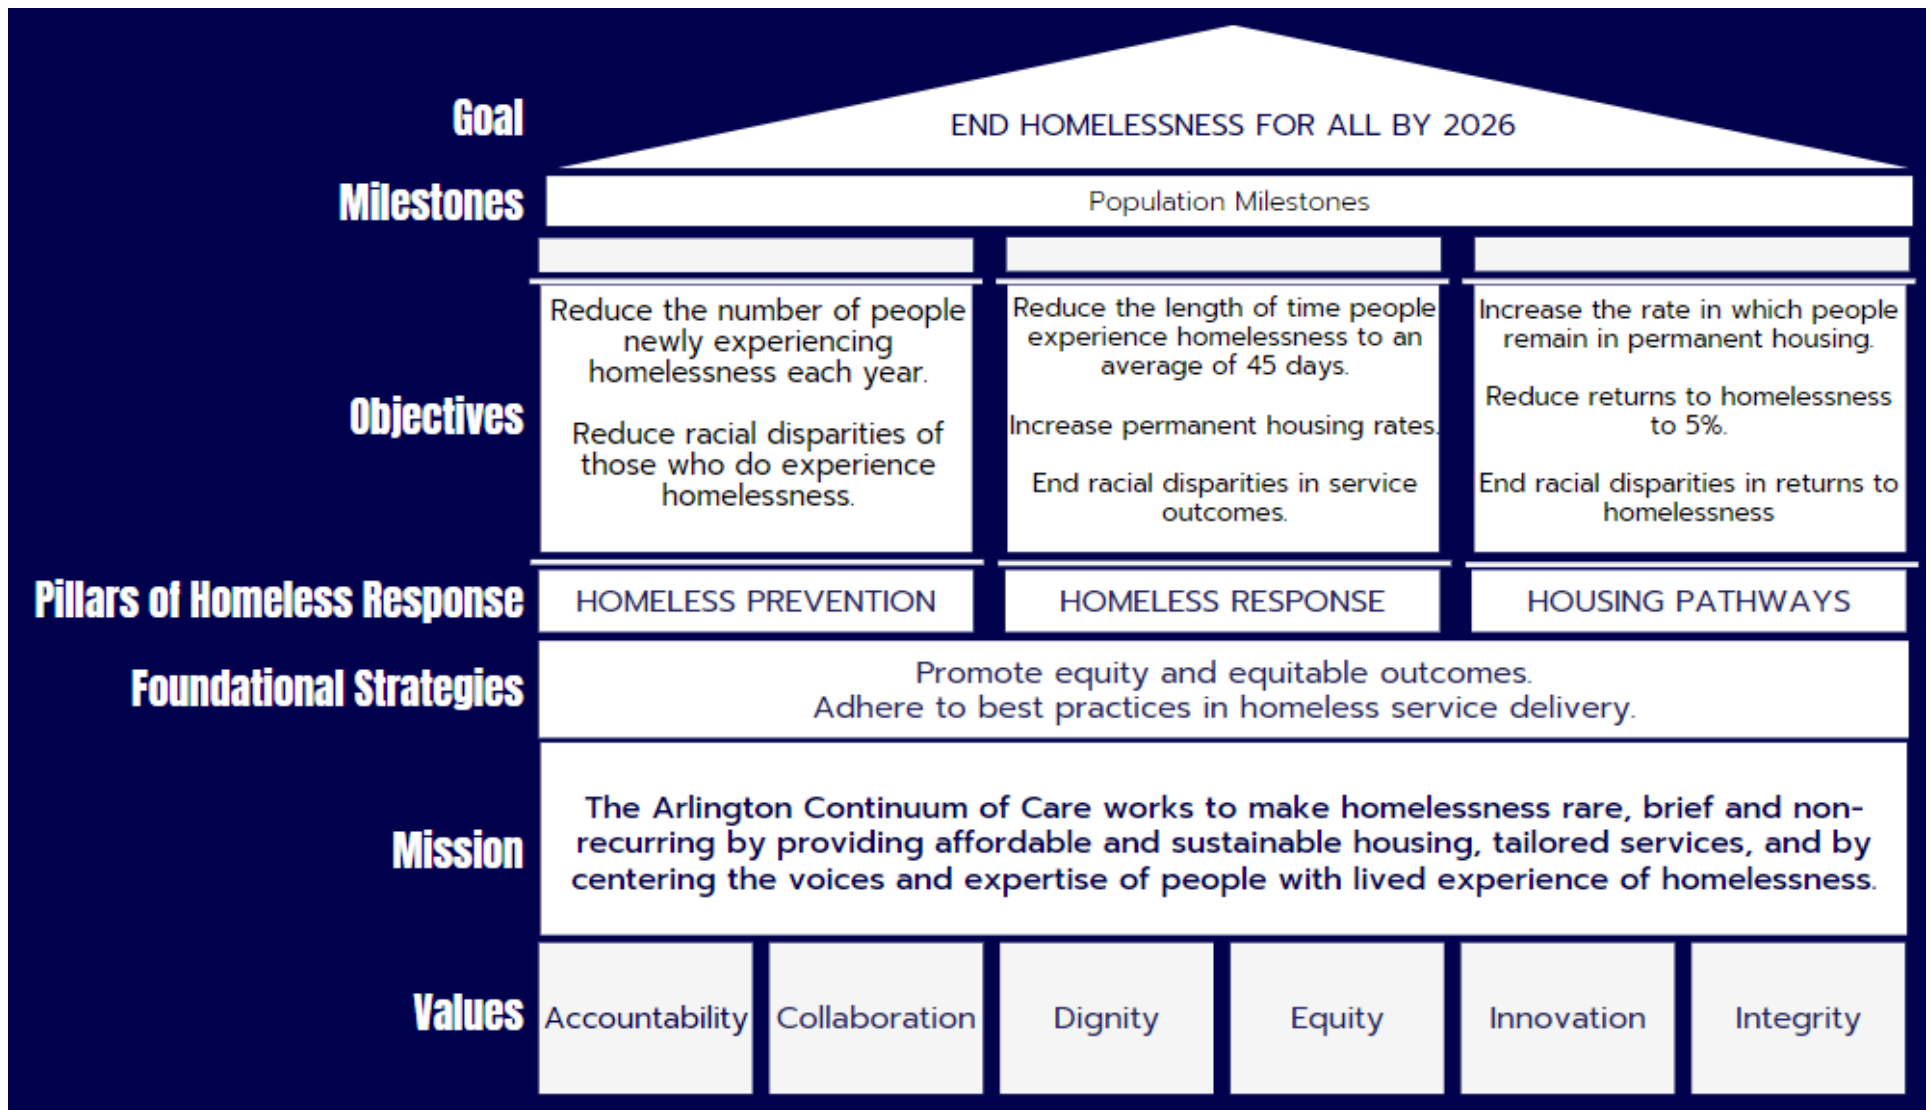 Goal
END HOMELESSNESS FOR ALL BY 2026
Milestones
Population Milestones
Objectives
Reduce the number of people
newly experiencing
homelessness each year.
Reduce racial disparities of
those who do experience
homelessness.
Reduce the length of time people
experience homelessness to an
average of 45 days.
Increase permanent housing rates.
End racial disparities in service
outcomes.
Increase the rate in which people
remain in permanent housing.
Reduce returns to homelessness
to 5%.
End racial disparities in returns to
homelessness
Pillars of Homeless Response
HOMELESS PREVENTION
HOMELESS RESPONSE
HOUSING PATHWAYS
Foundational Strategies
Promote equity and equitable outcomes.
Adhere to best practices in homeless service delivery.
Mission
The Arlington Continuum of Care works to make homelessness rare, brief and non-
recurring by providing affordable and sustainable housing, tailored services, and by
centering the voices and expertise of people with lived experience of homelessness.
Values
Accountability
Collaboration
Dignity
Equity
Innovation
Integrity